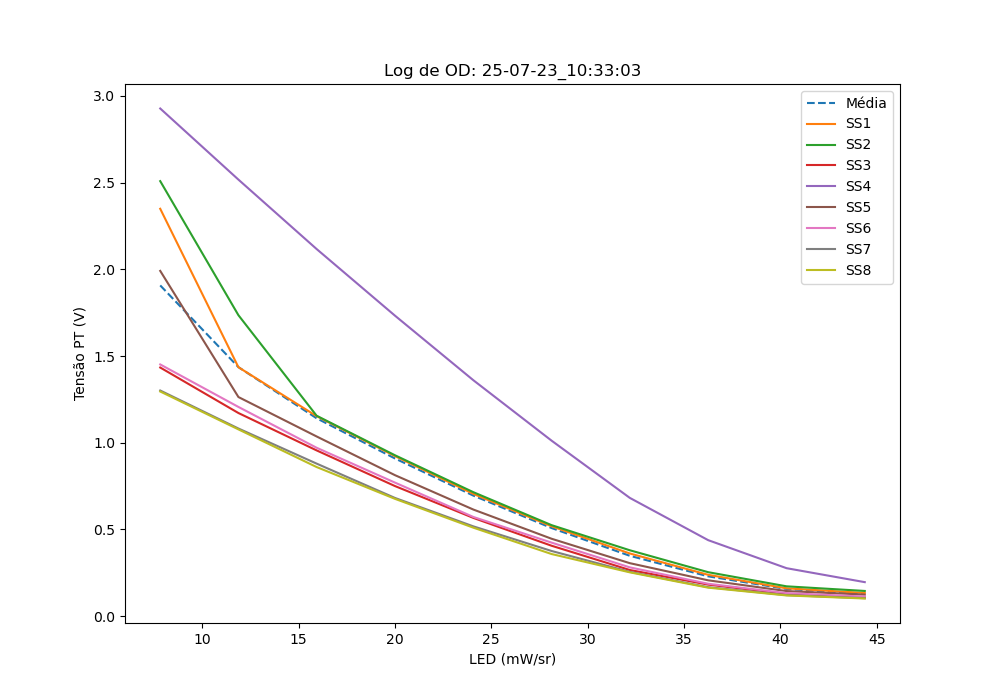 Log de OD: 25-07-23_10:33:03
3.0
2.5
2.0
1.5
1.0
0.5
0.0
Tensão PT (V)
Média
SS1
SS2
SS3
SS4
SS5
SS6
SS7
SS8
10 15 20 25 30 35 40 45
LED (mW/sr)